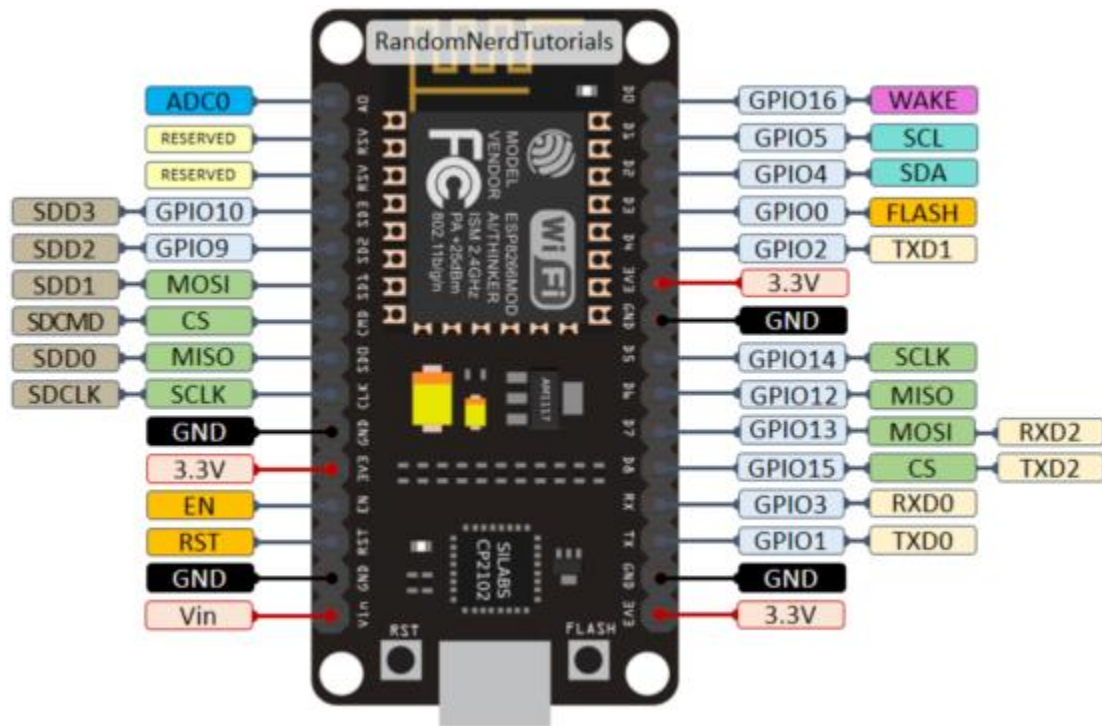 RandomNerdTutorials
ADC0 A0
RESERVED RSV
RESERVED RSV
SDD3 GPIO10 SD3
SDD2 GPIO9 SD2
SDD1 MOSI SD1
SDCMD CS CMD
SDD0 MISO SD0
SDCLK SCLK CLK
GND GND
3.3V 3V3
EN EN
RST RST
GND GND
Vin Vin
MODEL ESP8266MOD
VENDOR AI/THINKER
ISM 2.4GHz
PA +25dBm
802.11b/g/n
FC
Wi Fi
AMS1117
SILABS
CP2102
RST
FLASH
D0 GPIO16 WAKE
D1 GPIO5 SCL
D2 GPIO4 SDA
D3 GPIO0 FLASH
D4 GPIO2 TXD1
3V3 3.3V
GND GND
D5 GPIO14 SCLK
D6 GPIO12 MISO
D7 GPIO13 MOSI RXD2
D8 GPIO15 CS TXD2
RX GPIO3 RXD0
TX GPIO1 TXD0
GND GND
3V3 3.3V